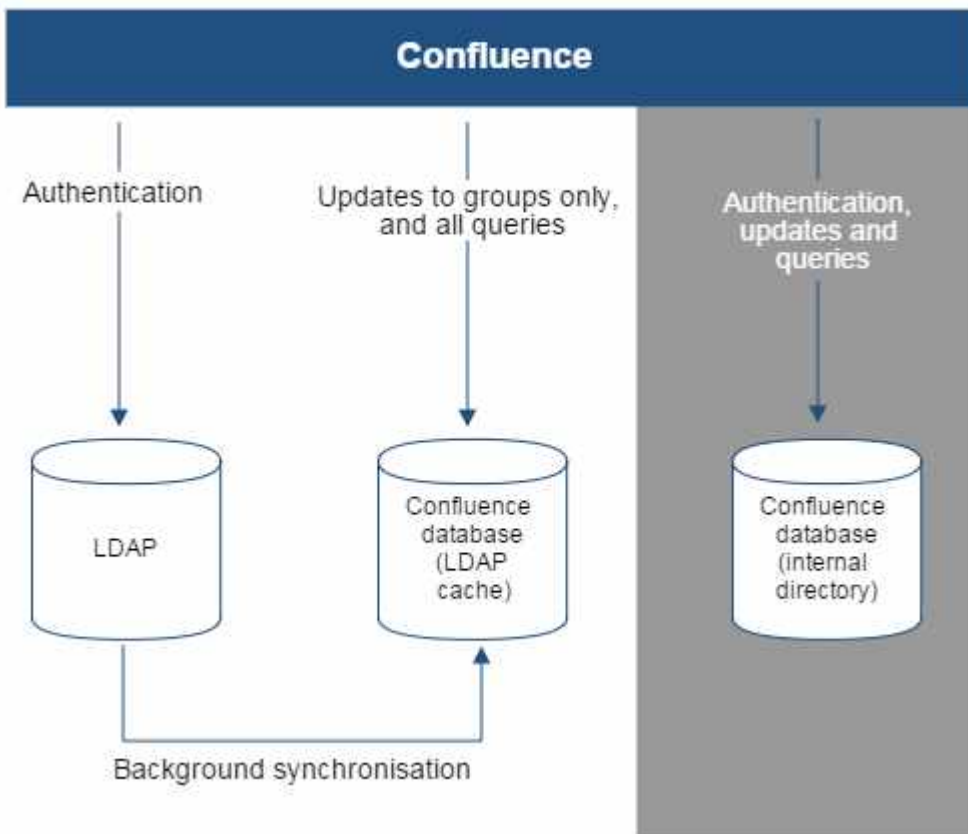 Confluence
Authentication
Updates to groups only,
and all queries
Authentication,
updates and
queries
LDAP
Confluence
database
(LDAP
cache)
Confluence
database
(internal
directory)
Background synchronisation